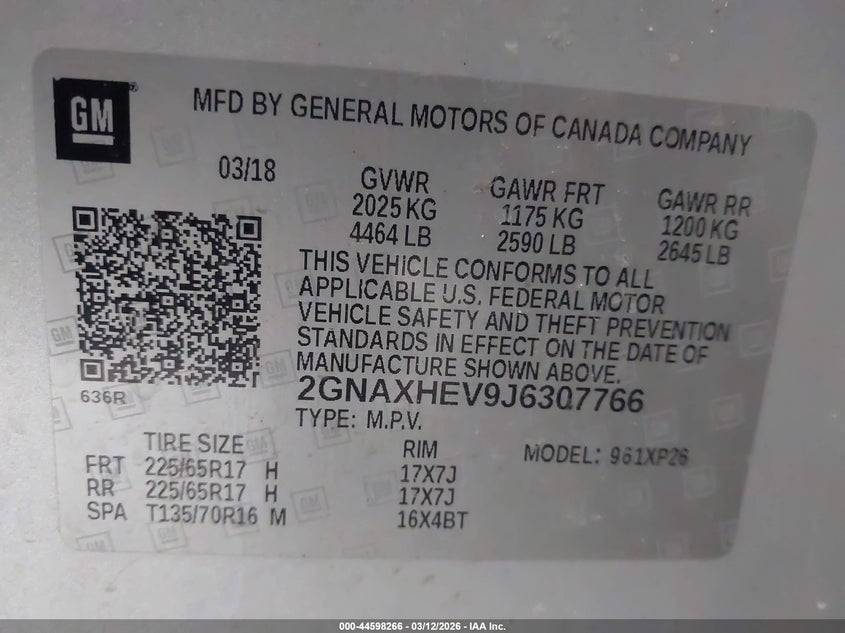 GM
MFD BY GENERAL MOTORS OF CANADA COMPANY
03/18
GVWR GAWR FRT GAWR RR
2025 KG 1175 KG 1200 KG
4464 LB 2590 LB 2645 LB
THIS VEHICLE CONFORMS TO ALL
APPLICABLE U.S. FEDERAL MOTOR
VEHICLE SAFETY AND THEFT PREVENTION
STANDARDS IN EFFECT ON THE DATE OF
MANUFACTURE SHOWN ABOVE.
636R
2GNAXHEV9J6307766
TYPE: M.P.V.
TIRE SIZE RIM MODEL: 961XP26
FRT 225/65R17 H 17X7J
RR 225/65R17 H 17X7J
SPA T135/70R16 M 16X4BT
000-44598266 - 03/12/2026 - IAA Inc.